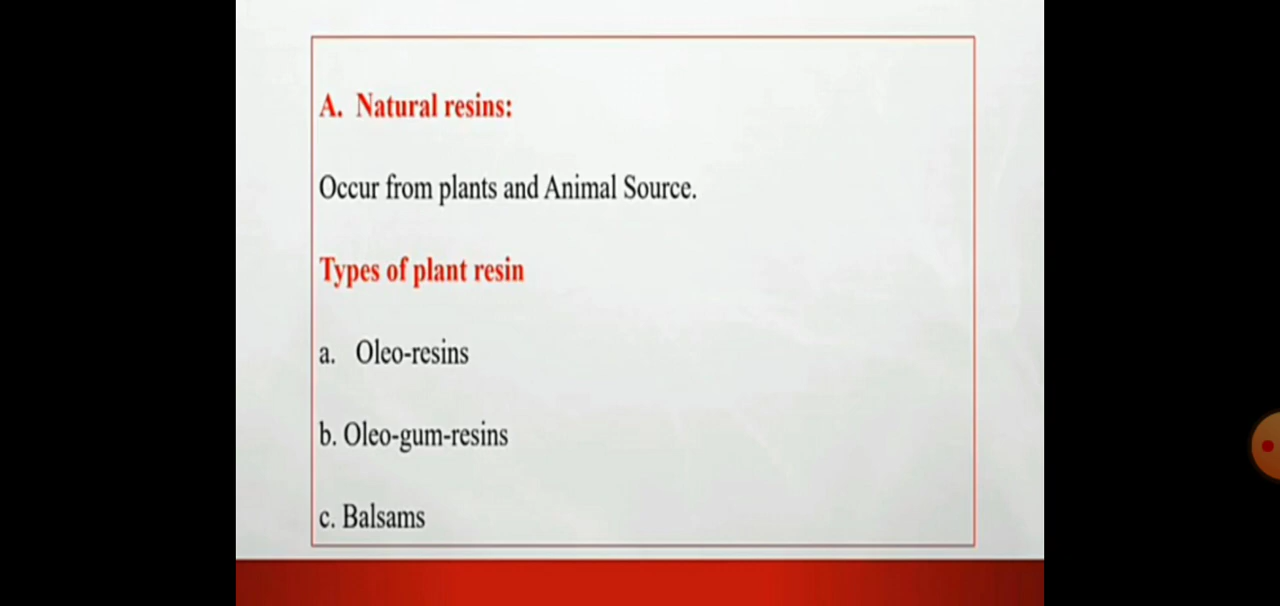 A. Natural resins:
Occur from plants and Animal Source.
Types of plant resin
a. Oleo-resins
b. Oleo-gum-resins
c. Balsams